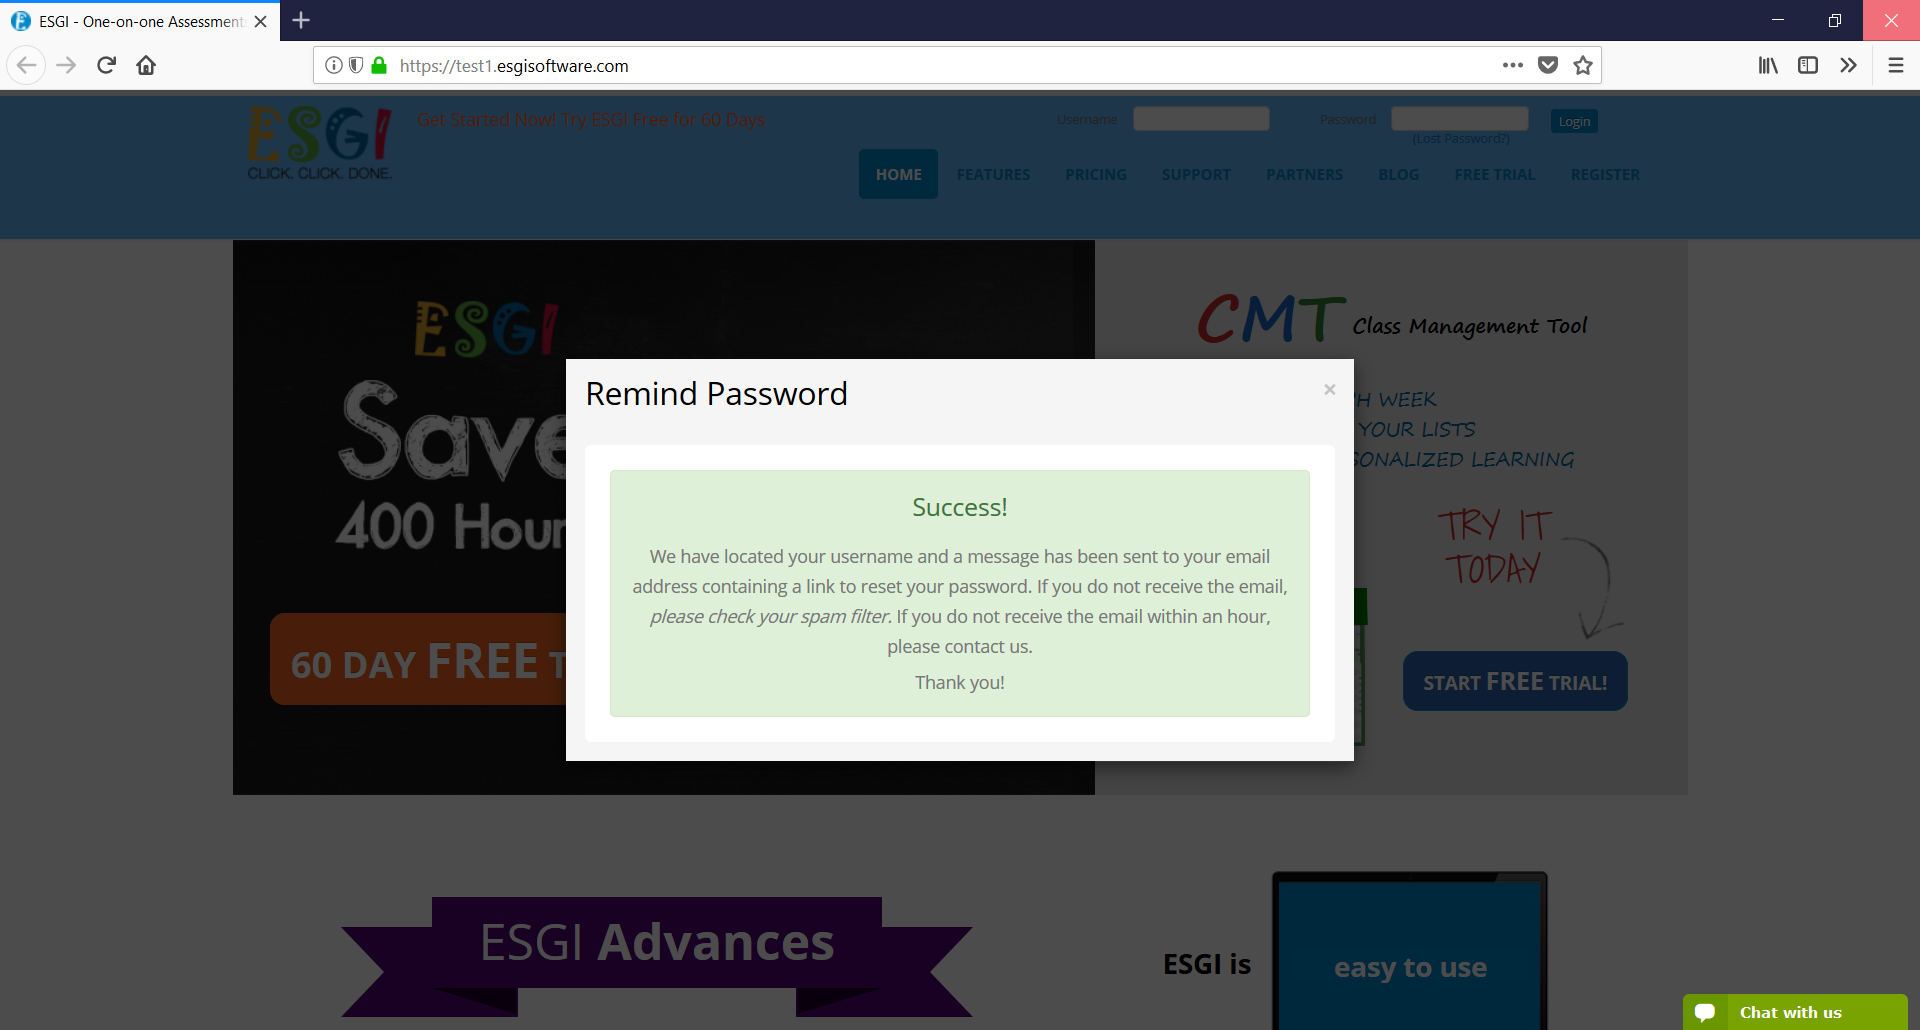 ESGI - One-on-one Assessment
https://test1.esgisoftware.com
ESGI
CLICK. CLICK. DONE.
Get Started Now! Try ESGI Free for 60 Days
Username
Password
Login
(Lost Password?)
HOME FEATURES PRICING SUPPORT PARTNERS BLOG FREE TRIAL REGISTER
ESGI
Save
400 Hour
60 DAY FREE T
CMT Class Management Tool
H WEEK
YOUR LISTS
SONALIZED LEARNING
TRY IT
TODAY
START FREE TRIAL!
Remind Password
×
Success!
We have located your username and a message has been sent to your email
address containing a link to reset your password. If you do not receive the email,
please check your spam filter. If you do not receive the email within an hour,
please contact us.
Thank you!
ESGI Advances
ESGI is
easy to use
Chat with us